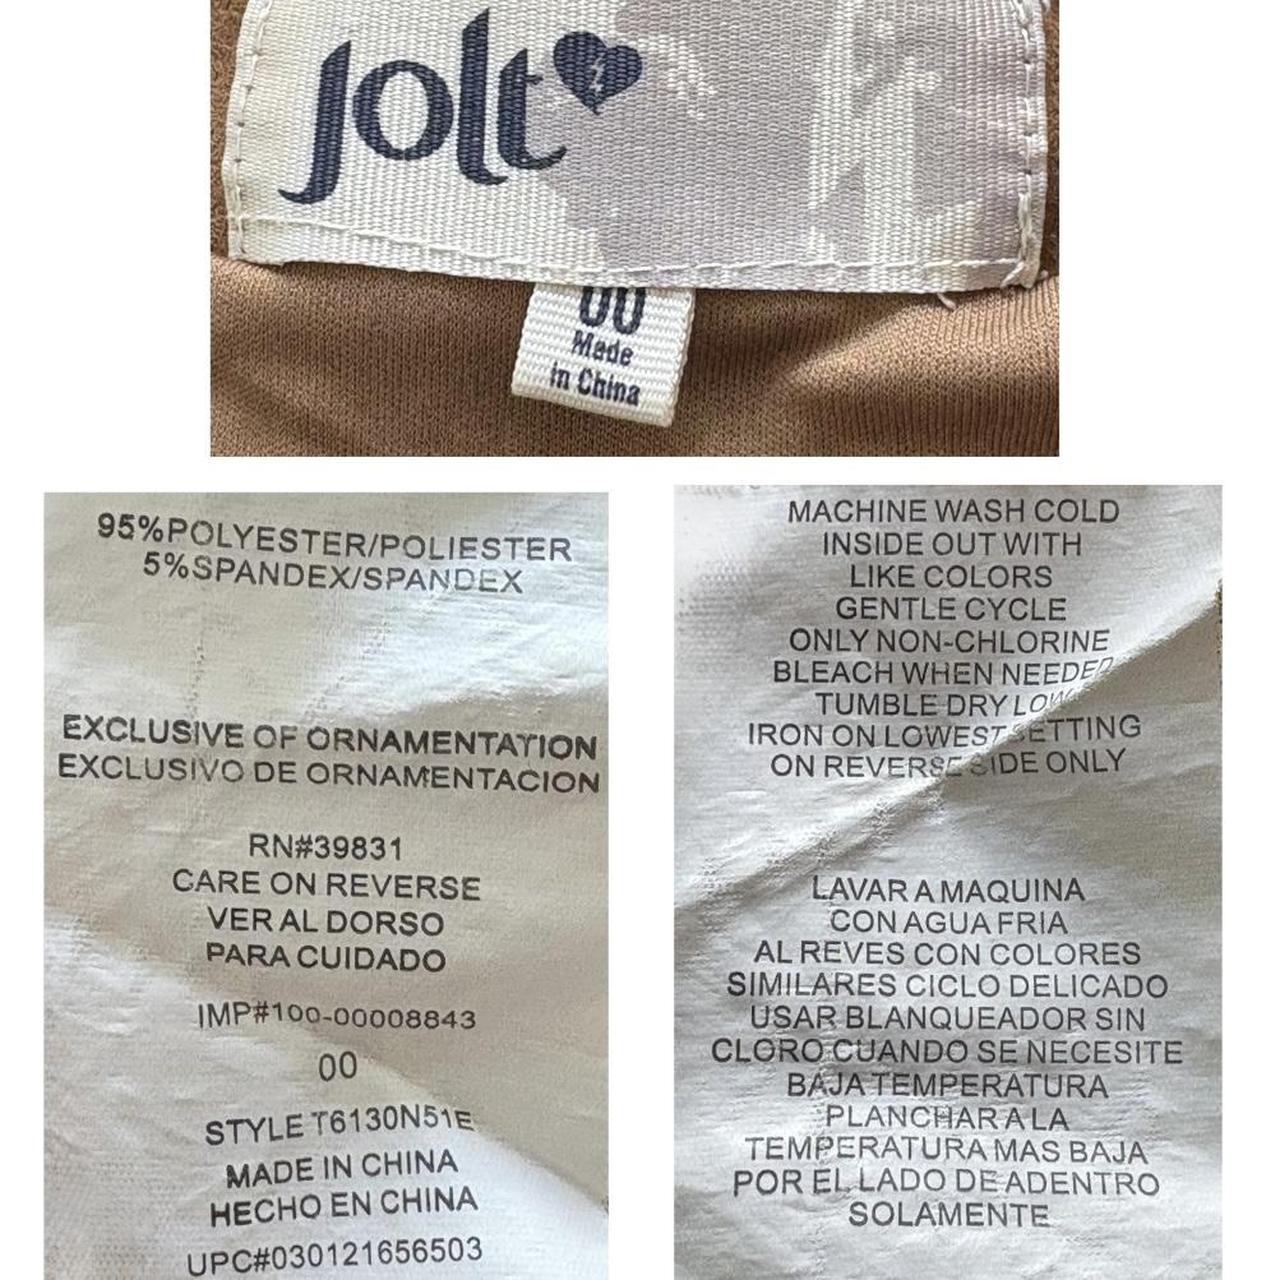 Jolt
00
Made
in China
95%POLYESTER/POLIESTER
5%SPANDEX/SPANDEX
EXCLUSIVE OF ORNAMENTATION
EXCLUSIVO DE ORNAMENTACION
RN#39831
CARE ON REVERSE
VER AL DORSO
PARA CUIDADO
IMP#100-00008843
00
STYLE T6130N51E
MADE IN CHINA
HECHO EN CHINA
UPC#030121656503
MACHINE WASH COLD
INSIDE OUT WITH
LIKE COLORS
GENTLE CYCLE
ONLY NON-CHLORINE
BLEACH WHEN NEEDED
TUMBLE DRY LOW
IRON ON LOWEST SETTING
ON REVERSE SIDE ONLY
LAVAR A MAQUINA
CON AGUA FRIA
AL REVES CON COLORES
SIMILARES CICLO DELICADO
USAR BLANQUEADOR SIN
CLORO CUANDO SE NECESITE
BAJA TEMPERATURA
PLANCHAR A LA
TEMPERATURA MAS BAJA
POR EL LADO DE ADENTRO
SOLAMENTE